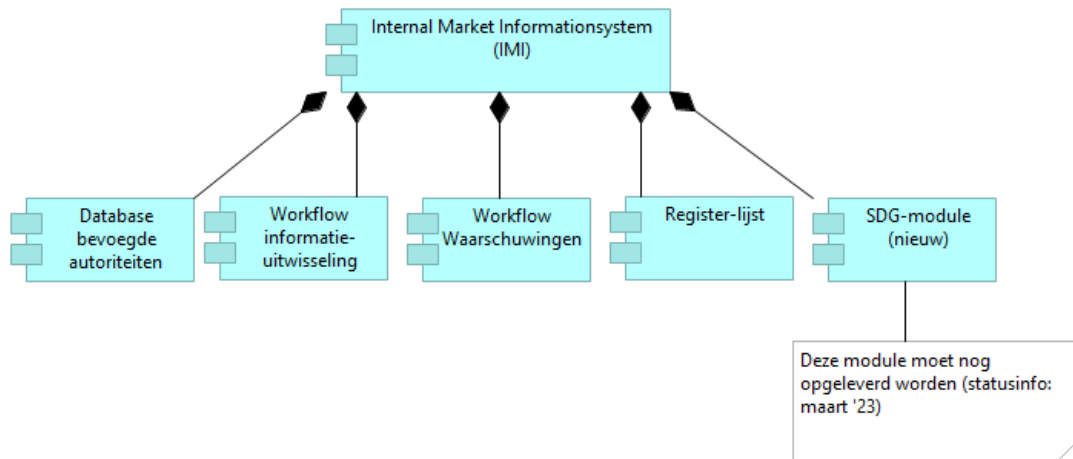 Internal Market Informationsystem
(IMI)
Database
bevoegde
autoriteiten
Workflow
informatie-
uitwisseling
Workflow
Waarschuwingen
Register-lijst
SDG-module
(nieuw)
Deze module moet nog
opgeleverd worden (statusinfo:
maart '23)